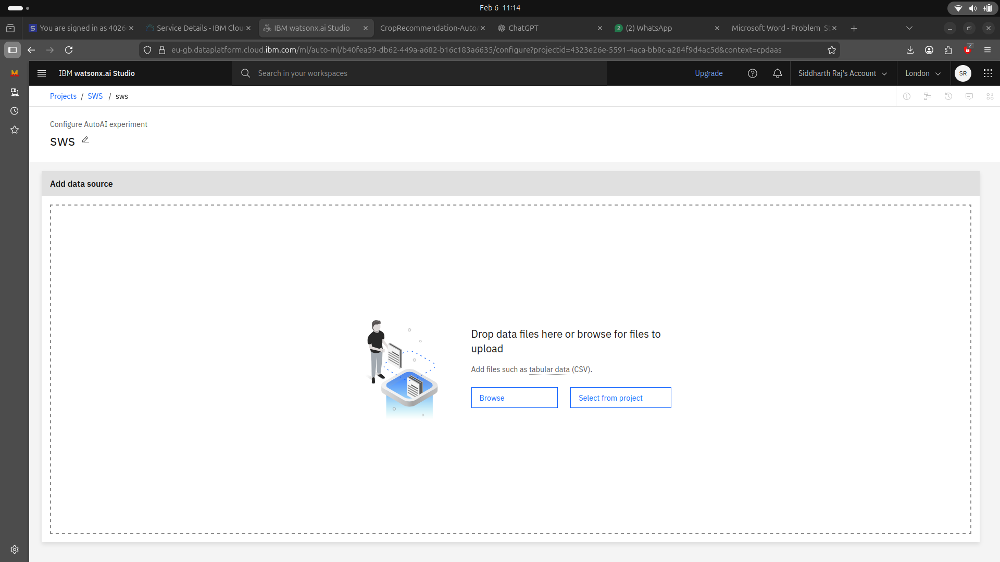 Feb 6 11:14
You are signed in as 4026
Service Details - IBM Clou
IBM watsonx.ai Studio
CropRecommendation-Auto
ChatGPT
2
(2) WhatsApp
Microsoft Word - Problem_St
eu-gb.dataplatform.cloud.ibm.com/ml/auto-ml/b40fea59-db62-449a-a682-b16c183a6635/configure?projectid=4323e26e-5591-4aca-bb8c-a284f9d4ac5d&context=cpdaas
2
IBM watsonx.ai Studio
Search in your workspaces
Upgrade
Siddharth Raj's Account
London
SR
Projects / SWS / sws
Configure AutoAI experiment
sws
Add data source
Drop data files here or browse for files to
upload
Add files such as tabular data (CSV).
Browse
Select from project